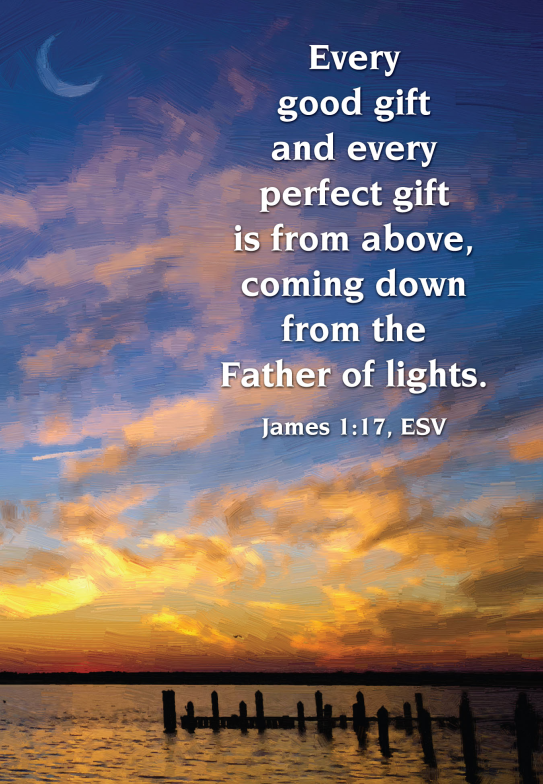 Every
good gift
and every
perfect gift
is from above,
coming down
from the
Father of lights.
James 1:17, ESV